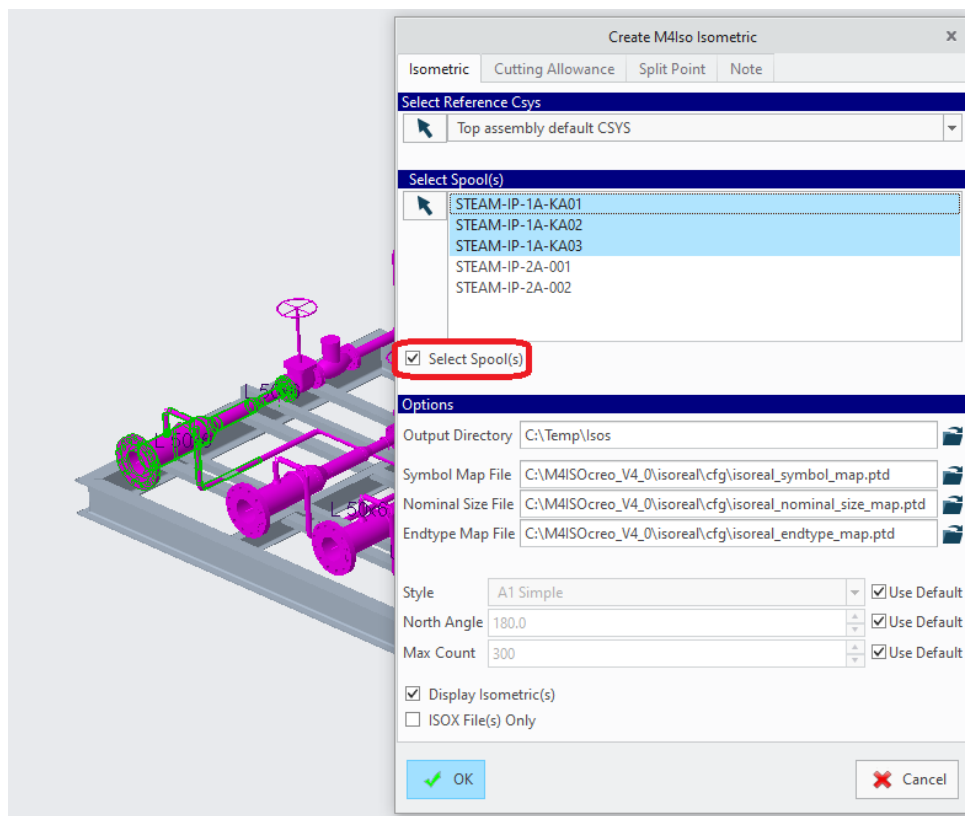 Create M4Iso Isometric
Isometric Cutting Allowance Split Point Note
Select Reference Csys
Top assembly default CSYS
Select Spool(s)
STEAM-IP-1A-KA01
STEAM-IP-1A-KA02
STEAM-IP-1A-KA03
STEAM-IP-2A-001
STEAM-IP-2A-002
Select Spool(s)
Options
Output Directory C:\Temp\Isos
Symbol Map File C:\M4ISOcreo_V4_0\isoreal\cfg\isoreal_symbol_map.ptd
Nominal Size File C:\M4ISOcreo_V4_0\isoreal\cfg\isoreal_nominal_size_map.ptd
Endtype Map File C:\M4ISOcreo_V4_0\isoreal\cfg\isoreal_endtype_map.ptd
Style A1 Simple Use Default
North Angle 180.0 Use Default
Max Count 300 Use Default
Display Isometric(s)
ISOX File(s) Only
OK Cancel